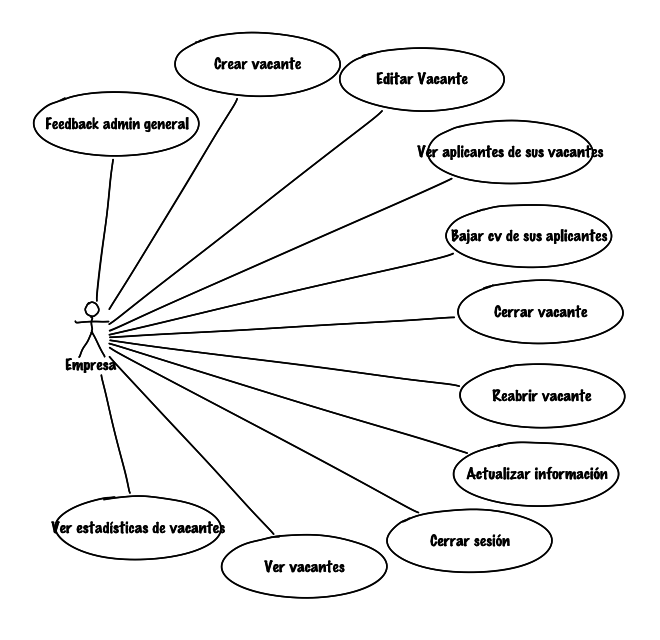 Crear vacante
Editar Vacante
Feedback admin general
Ver aplicantes de sus vacantes
Bajar cv de sus aplicantes
Cerrar vacante
Empresa
Reabrir vacante
Actualizar información
Ver estadísticas de vacantes
Cerrar sesión
Ver vacantes